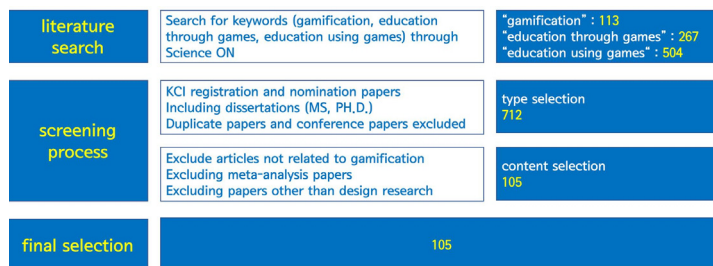 literature
search
Search for keywords (gamification, education
through games, education using games) through
Science ON
"gamification" : 113
"education through games" : 267
"education using games" : 504
screening
process
KCI registration and nomination papers
Including dissertations (MS, PH.D.)
Duplicate papers and conference papers excluded
type selection
712
Exclude articles not related to gamification
Excluding meta-analysis papers
Excluding papers other than design research
content selection
105
final selection
105